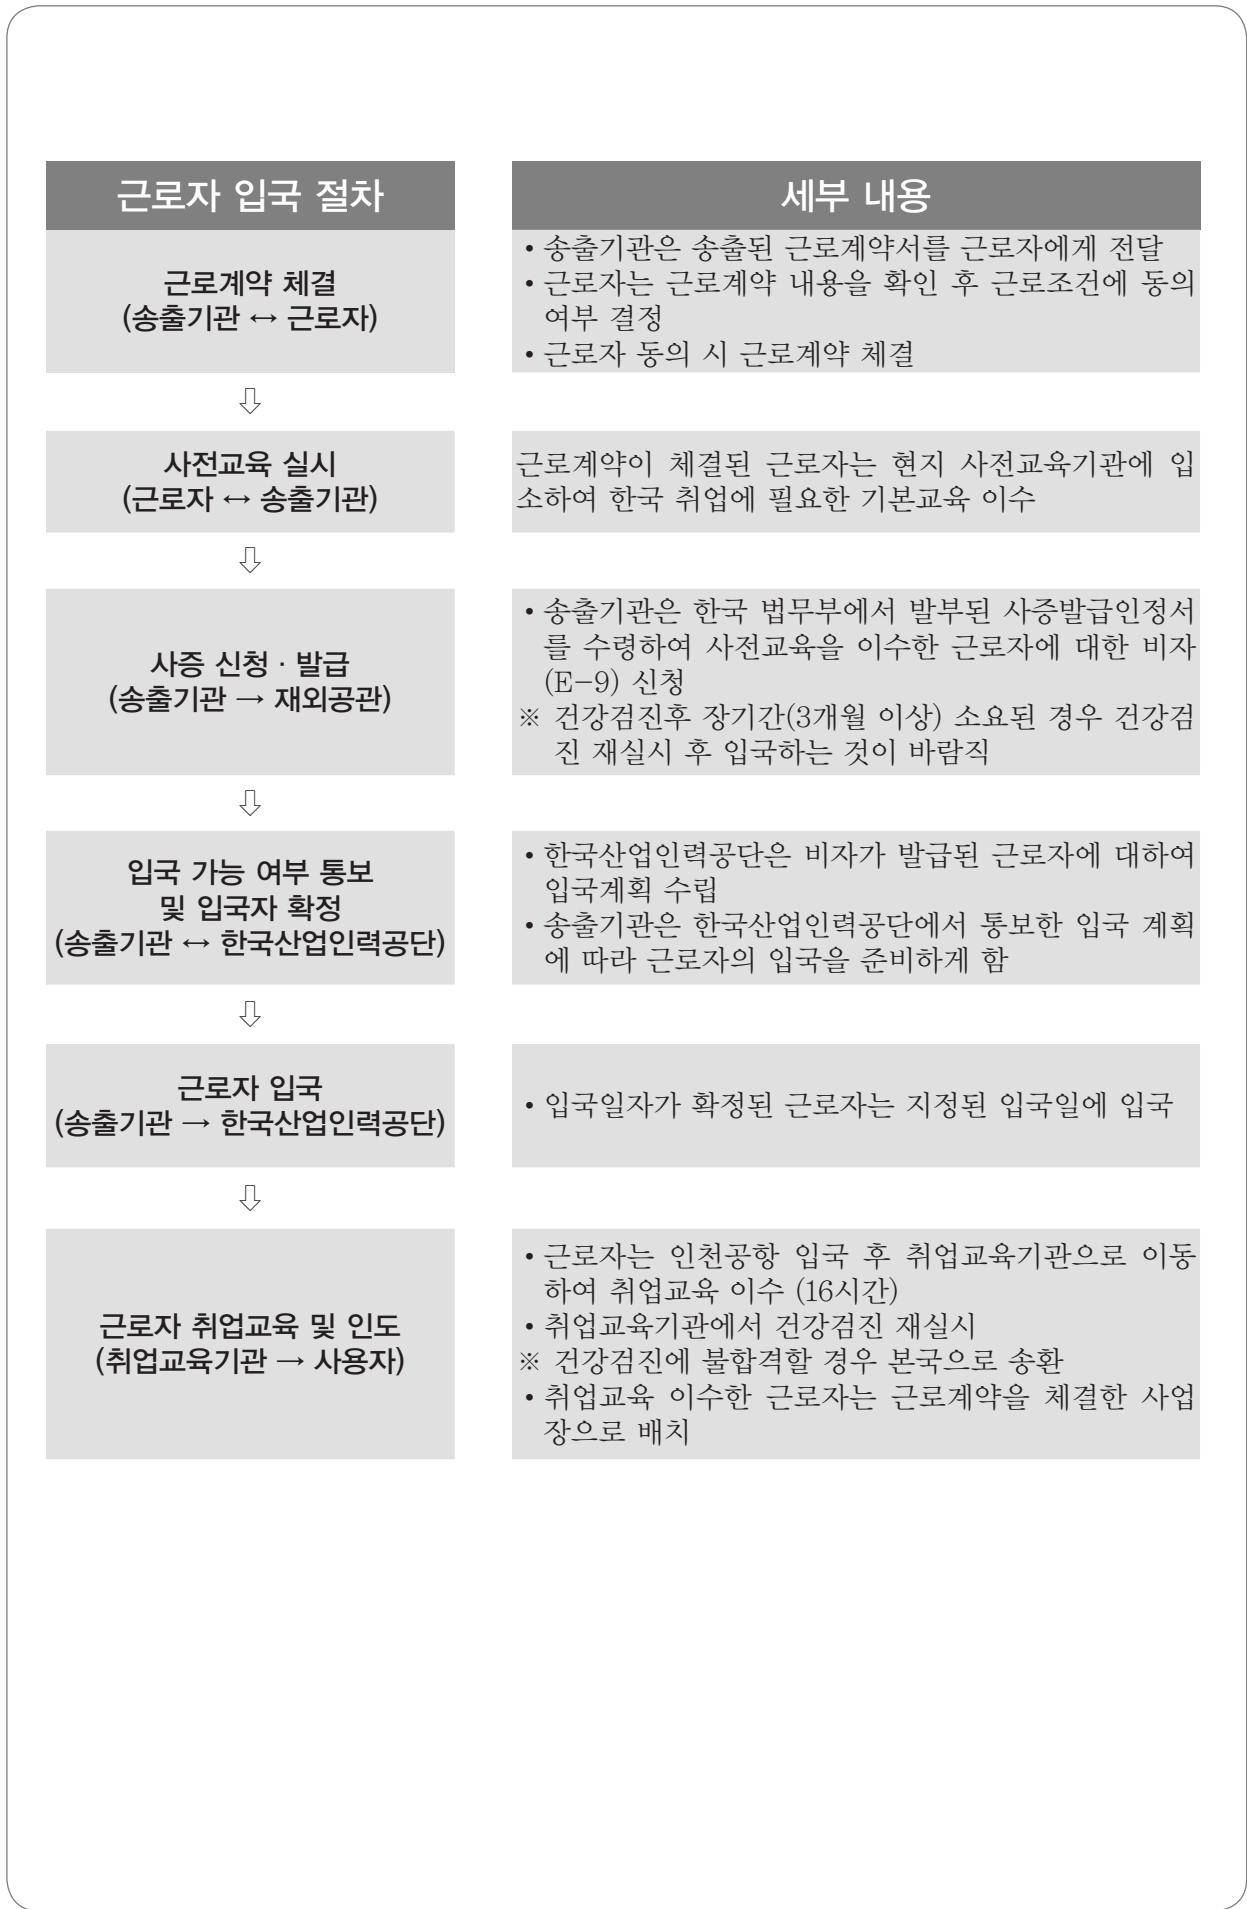 근로자 입국 절차
세부 내용
근로계약 체결
(송출기관 ↔ 근로자)
• 송출기관은 송출된 근로계약서를 근로자에게 전달
• 근로자는 근로계약 내용을 확인 후 근로조건에 동의
여부 결정
• 근로자 동의 시 근로계약 체결
⇩
사전교육 실시
(근로자 ↔ 송출기관)
근로계약이 체결된 근로자는 현지 사전교육기관에 입
소하여 한국 취업에 필요한 기본교육 이수
⇩
사증 신청 · 발급
(송출기관 → 재외공관)
• 송출기관은 한국 법무부에서 발부된 사증발급인정서
를 수령하여 사전교육을 이수한 근로자에 대한 비자
(E-9) 신청
※ 건강검진후 장기간(3개월 이상) 소요된 경우 건강검
진 재실시 후 입국하는 것이 바람직
⇩
입국 가능 여부 통보
및 입국자 확정
(송출기관 ↔ 한국산업인력공단)
• 한국산업인력공단은 비자가 발급된 근로자에 대하여
입국계획 수립
• 송출기관은 한국산업인력공단에서 통보한 입국 계획
에 따라 근로자의 입국을 준비하게 함
⇩
근로자 입국
(송출기관 → 한국산업인력공단)
• 입국일자가 확정된 근로자는 지정된 입국일에 입국
⇩
근로자 취업교육 및 인도
(취업교육기관 → 사용자)
• 근로자는 인천공항 입국 후 취업교육기관으로 이동
하여 취업교육 이수 (16시간)
• 취업교육기관에서 건강검진 재실시
※ 건강검진에 불합격할 경우 본국으로 송환
• 취업교육 이수한 근로자는 근로계약을 체결한 사업
장으로 배치